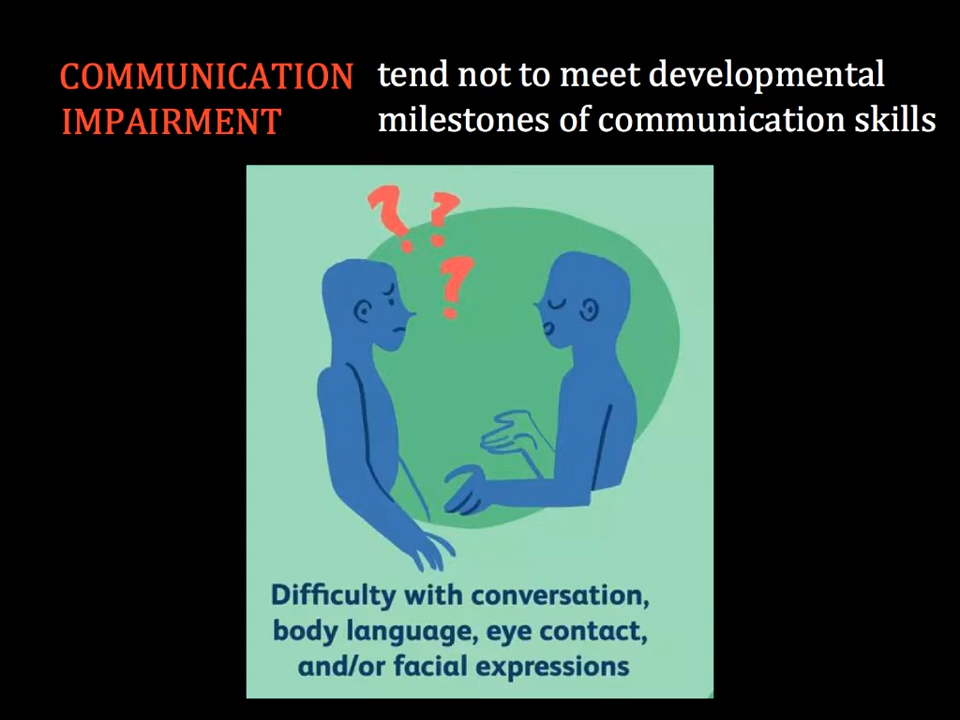 COMMUNICATION IMPAIRMENT
tend not to meet developmental
milestones of communication skills
? ? ?
Difficulty with conversation,
body language, eye contact,
and/or facial expressions